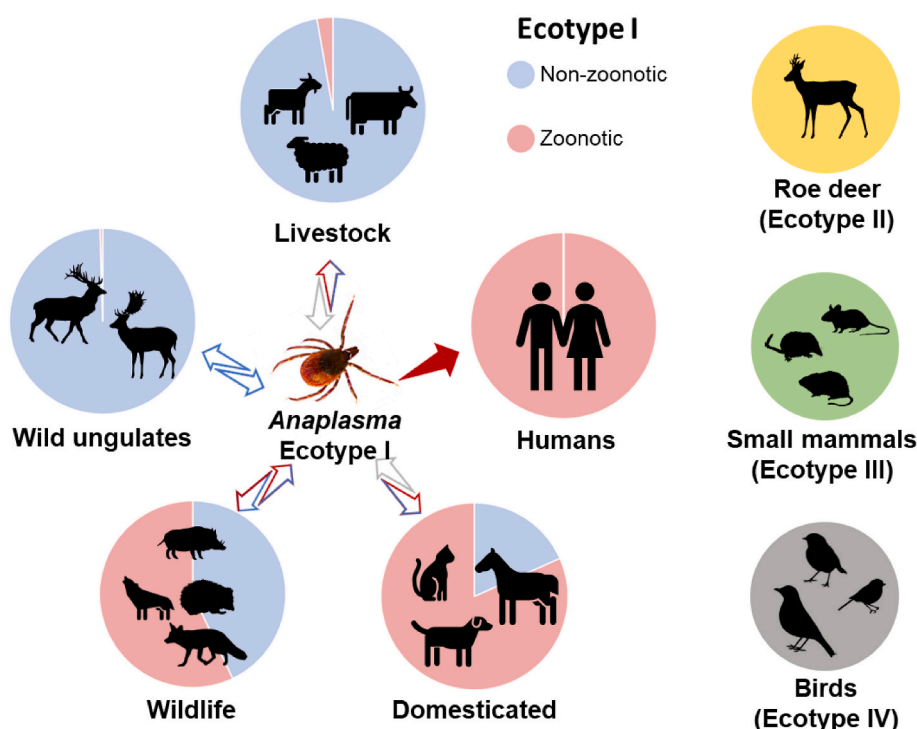 Ecotype I
Non-zoonotic
Zoonotic
Livestock
Wild ungulates
Anaplasma
Ecotype I
Humans
Wildlife
Domesticated
Roe deer
(Ecotype II)
Small mammals
(Ecotype III)
Birds
(Ecotype IV)